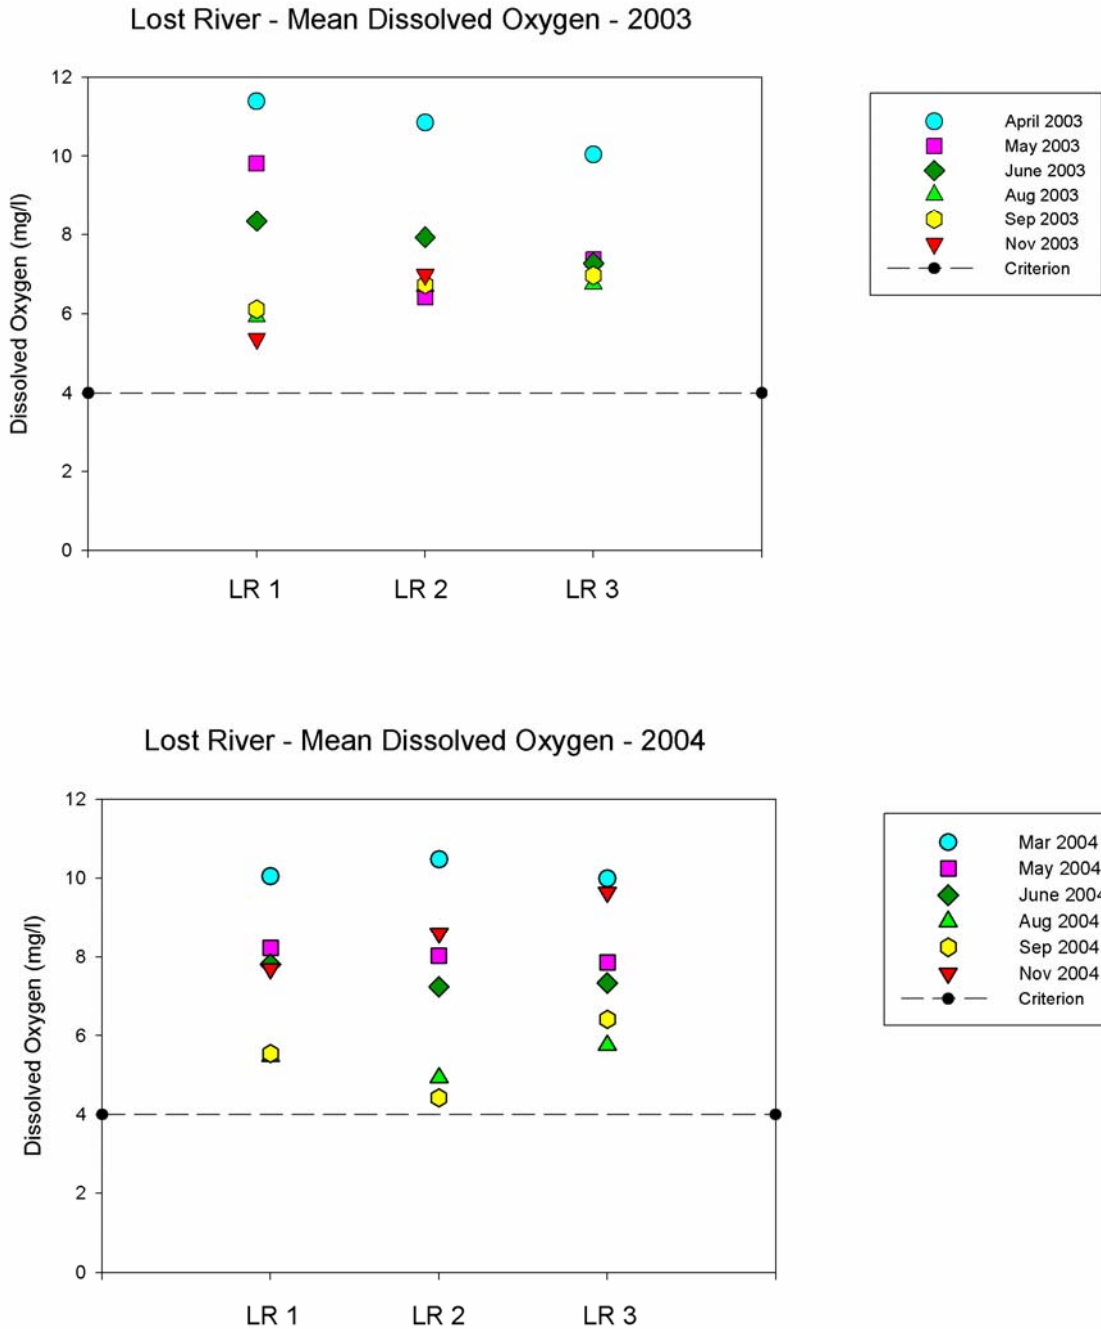 Lost River - Mean Dissolved Oxygen - 2003
12
10
8
6
4
2
0
Dissolved Oxygen (mg/l)
LR 1 LR 2 LR 3
April 2003
May 2003
June 2003
Aug 2003
Sep 2003
Nov 2003
Criterion
Lost River - Mean Dissolved Oxygen - 2004
12
10
8
6
4
2
0
Dissolved Oxygen (mg/l)
LR 1 LR 2 LR 3
Mar 2004
May 2004
June 2004
Aug 2004
Sep 2004
Nov 2004
Criterion